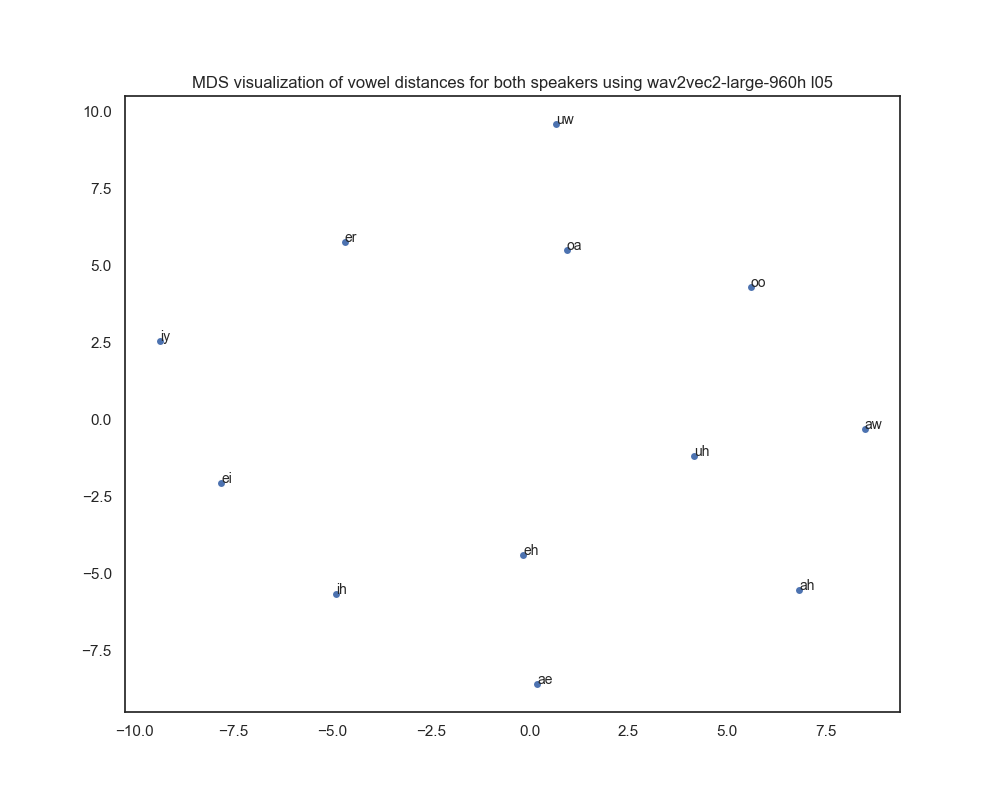 MDS visualization of vowel distances for both speakers using wav2vec2-large-960h l05
10.0
uw
7.5
er
oa
5.0
oo
2.5
iy
0.0
aw
uh
ei
−2.5
eh
−5.0
ih
ah
−7.5
ae
−10.0 −7.5 −5.0 −2.5 0.0 2.5 5.0 7.5